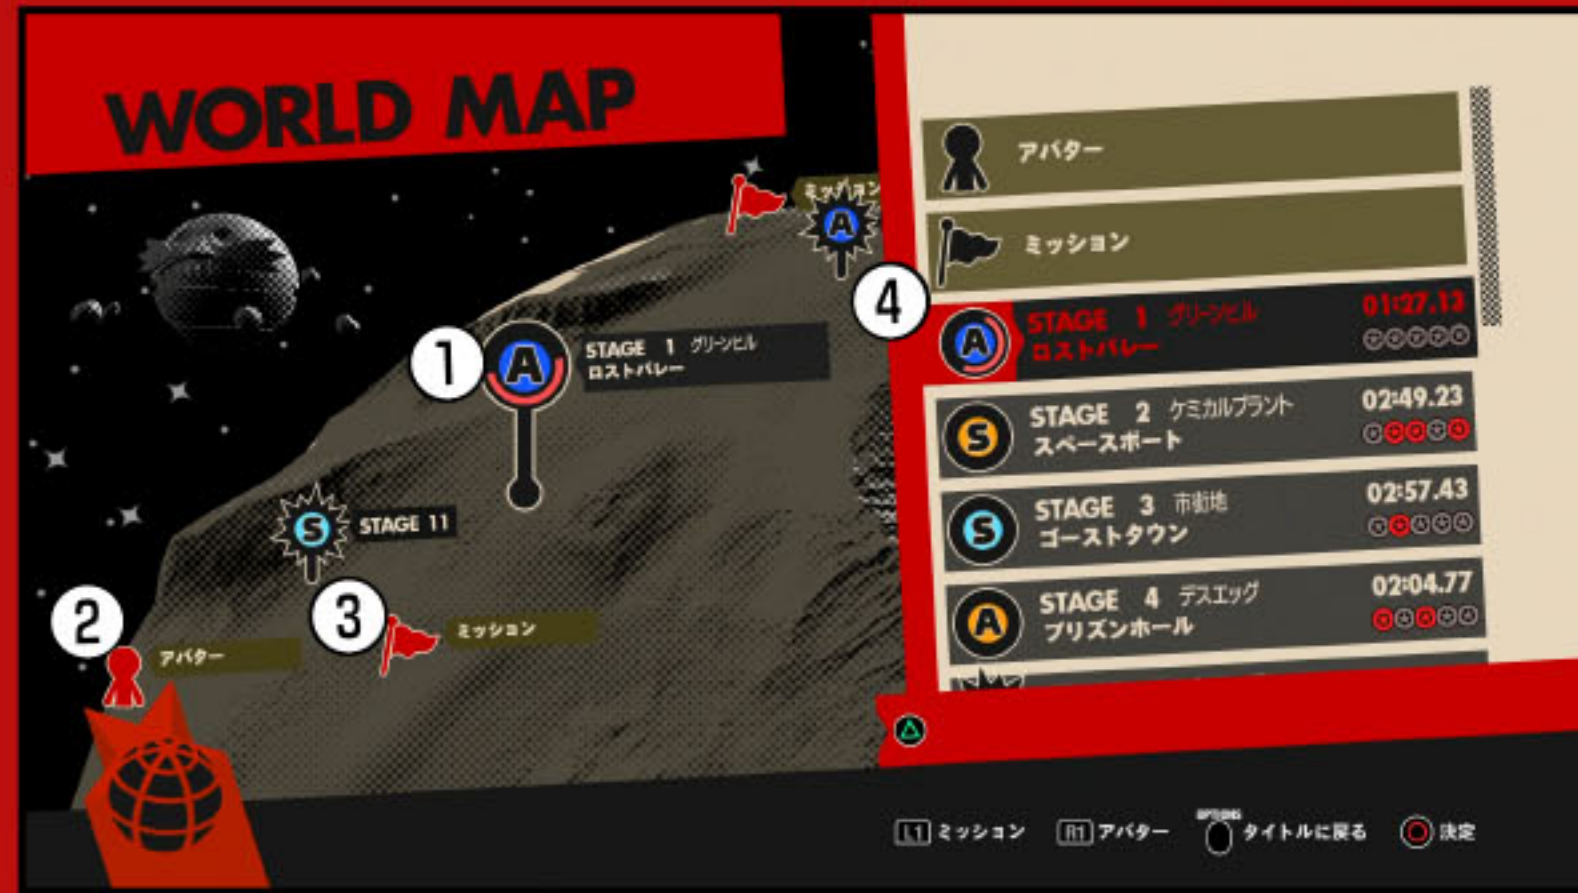 WORLD MAP
ミッション
A
1
A
STAGE 1 グリーンヒル
ロストバレー
S
STAGE 11
2
アバター
3
ミッション
アバター
ミッション
4
A
STAGE 1 グリーンヒル 01:27.13
ロストバレー
S
STAGE 2 ケミカルプラント 02:49.23
スペースポート
S
STAGE 3 市街地 02:57.43
ゴーストタウン
A
STAGE 4 デスエッグ 02:04.77
プリズンホール
L1 ミッション R1 アバター OPTIONS タイトルに戻る 決定